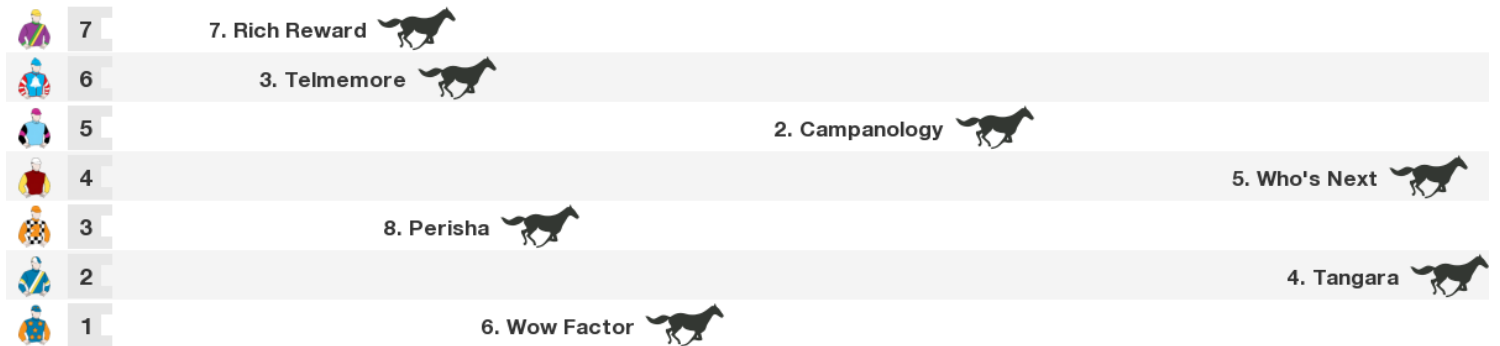 7 7. Rich Reward
6 3. Telmemore
5 2. Campanology
4 5. Who's Next
3 8. Perisha
2 4. Tangara
1 6. Wow Factor